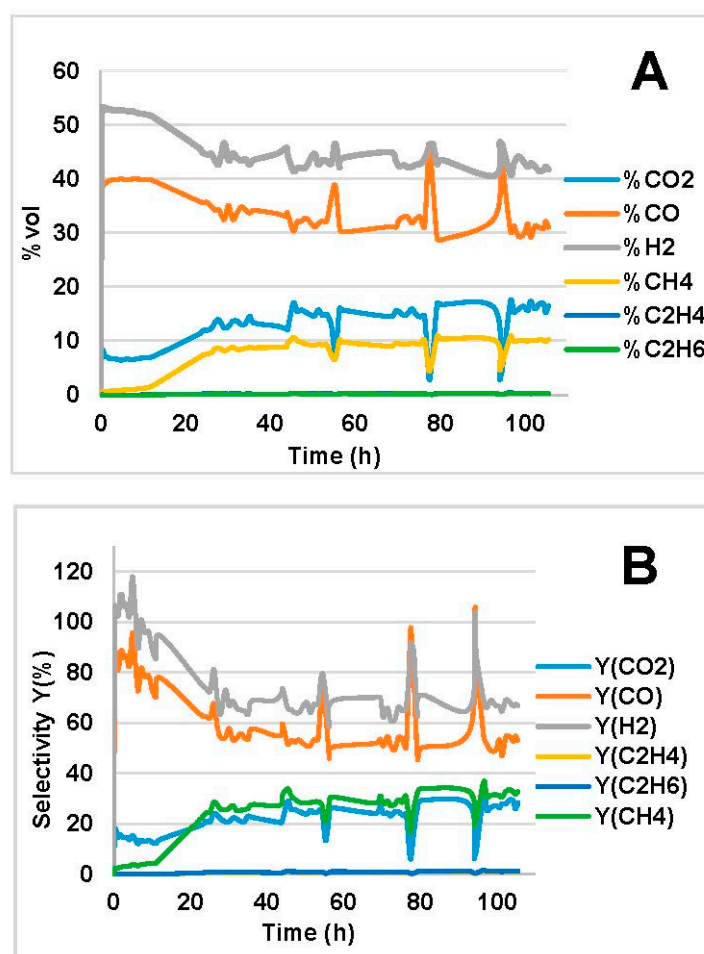 A
60
50
40
30
20
10
0
% vol
0 20 40 60 80 100
Time (h)
%CO2
%CO
%H2
%CH4
%C2H4
%C2H6
B
120
100
80
60
40
20
0
Selectivity Y(%)
0 20 40 60 80 100
Time (h)
Y(CO2)
Y(CO)
Y(H2)
Y(C2H4)
Y(C2H6)
Y(CH4)